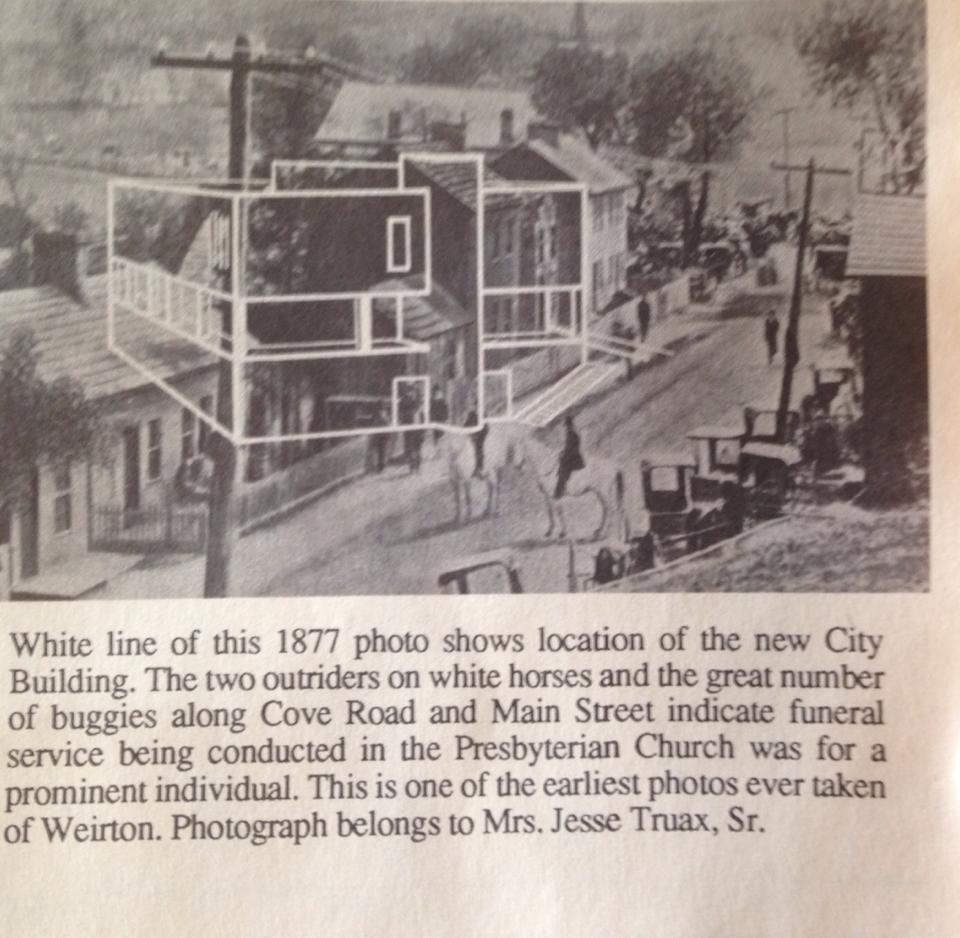 White line of this 1877 photo shows location of the new City
Building. The two outriders on white horses and the great number
of buggies along Cove Road and Main Street indicate funeral
service being conducted in the Presbyterian Church was for a
prominent individual. This is one of the earliest photos ever taken
of Weirton. Photograph belongs to Mrs. Jesse Truax, Sr.